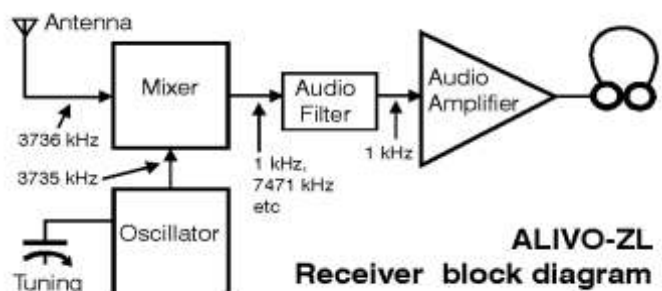 Antenna
Mixer
Audio
Filter
Audio
Amplifier
3736 kHz
3735 kHz
1 kHz,
7471 kHz
etc
1 kHz
Oscillator
Tuning
ALIVO-ZL
Receiver block diagram